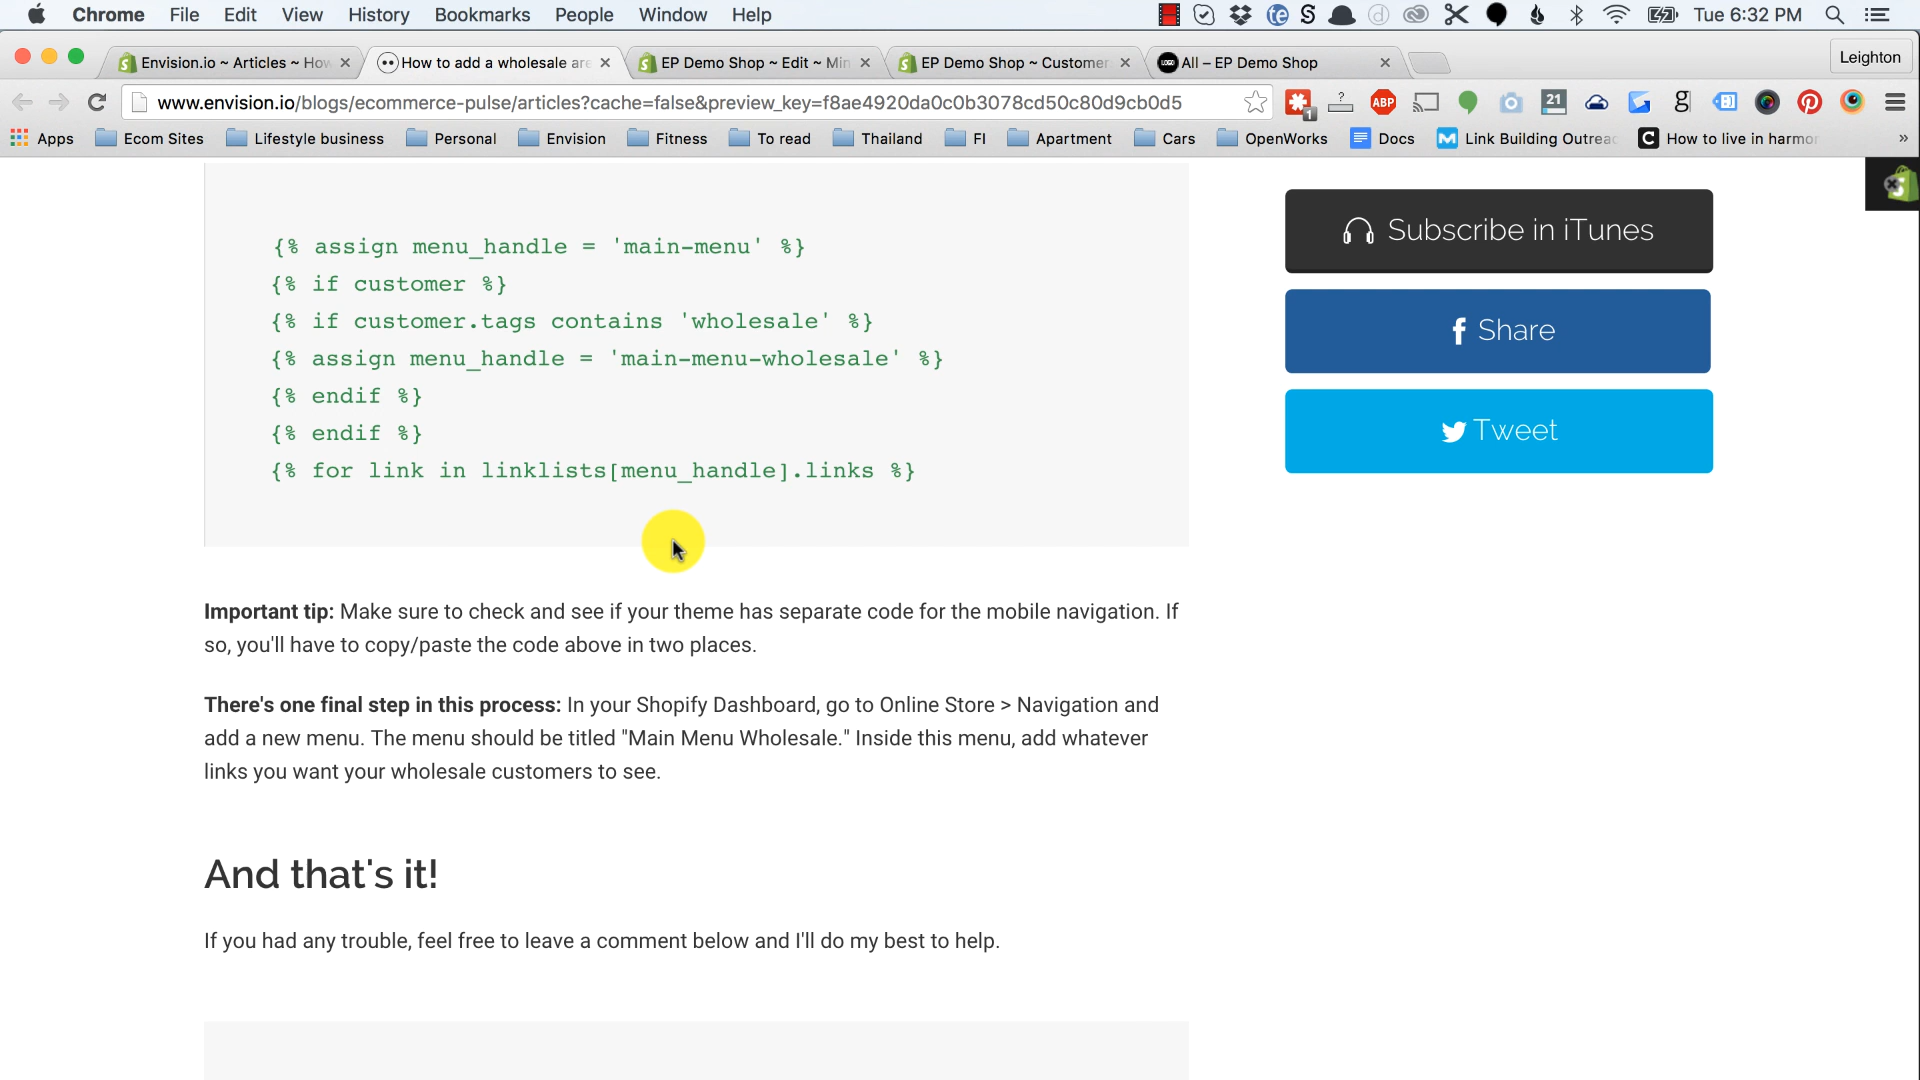 Chrome File Edit View History Bookmarks People Window Help
Tue 6:32 PM
Envision.io ~ Articles ~ How
How to add a wholesale are
EP Demo Shop ~ Edit ~ Min
EP Demo Shop ~ Customer
All – EP Demo Shop
Leighton
www.envision.io/blogs/ecommerce-pulse/articles?cache=false&preview_key=f8ae4920da0c0b3078cd50c80d9cb0d5
Apps Ecom Sites Lifestyle business Personal Envision Fitness To read Thailand FI Apartment Cars OpenWorks Docs Link Building Outreac How to live in harmor »
{% assign menu_handle = 'main-menu' %}
{% if customer %}
{% if customer.tags contains 'wholesale' %}
{% assign menu_handle = 'main-menu-wholesale' %}
{% endif %}
{% endif %}
{% for link in linklists[menu_handle].links %}
Subscribe in iTunes
Share
Tweet
Important tip: Make sure to check and see if your theme has separate code for the mobile navigation. If
so, you'll have to copy/paste the code above in two places.
There's one final step in this process: In your Shopify Dashboard, go to Online Store > Navigation and
add a new menu. The menu should be titled "Main Menu Wholesale." Inside this menu, add whatever
links you want your wholesale customers to see.
And that's it!
If you had any trouble, feel free to leave a comment below and I'll do my best to help.